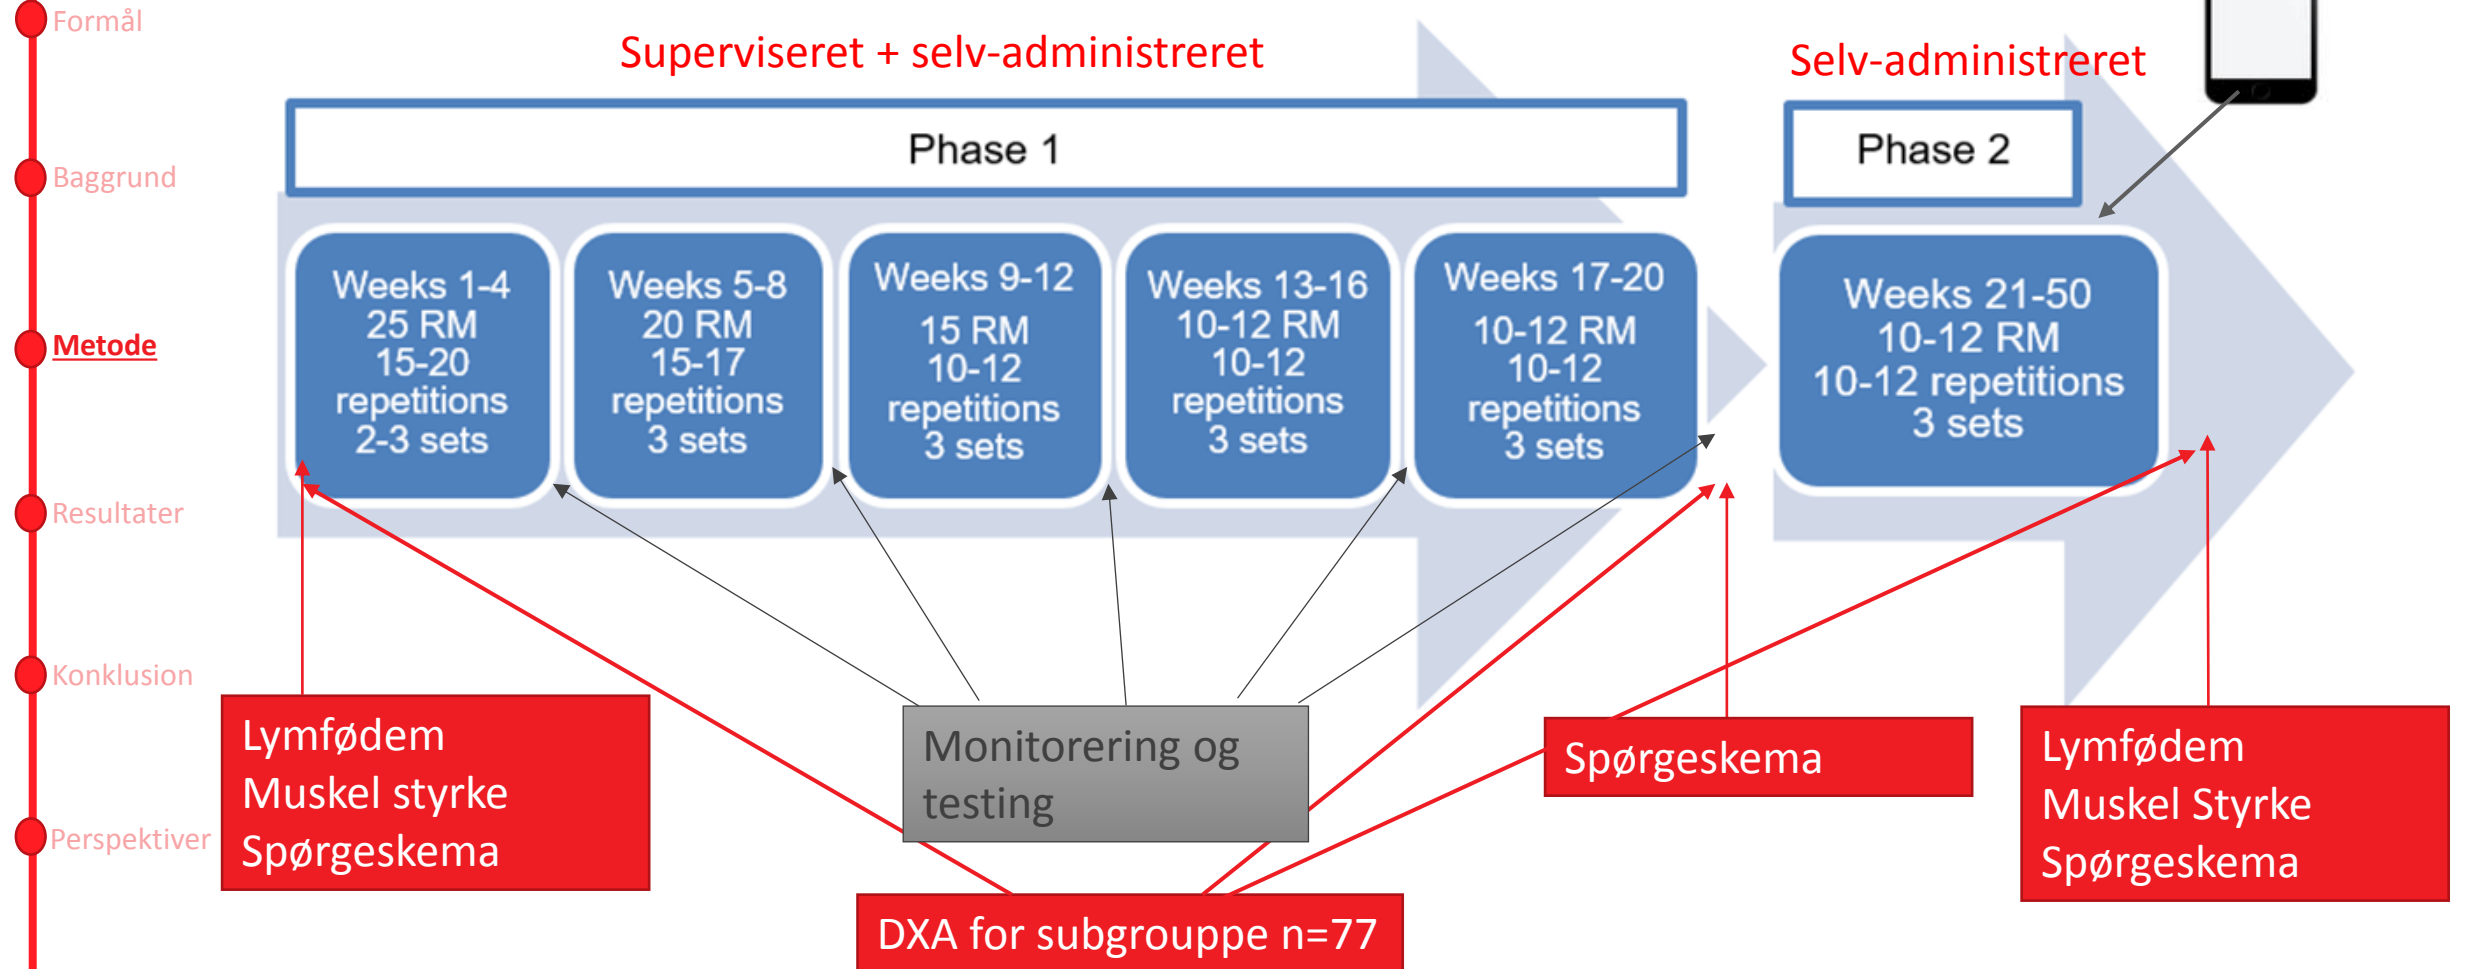 Formål
Baggrund
Metode
Resultater
Konklusion
Perspektiver
Superviseret + selv-administreret
Selv-administreret
Phase 1
Phase 2
Weeks 1-4
25 RM
15-20
repetitions
2-3 sets
Weeks 5-8
20 RM
15-17
repetitions
3 sets
Weeks 9-12
15 RM
10-12
repetitions
3 sets
Weeks 13-16
10-12 RM
10-12
repetitions
3 sets
Weeks 17-20
10-12 RM
10-12
repetitions
3 sets
Weeks 21-50
10-12 RM
10-12 repetitions
3 sets
Lymfødem
Muskel styrke
Spørgeskema
Monitorering og
testing
Spørgeskema
Lymfødem
Muskel Styrke
Spørgeskema
DXA for subgrouppe n=77